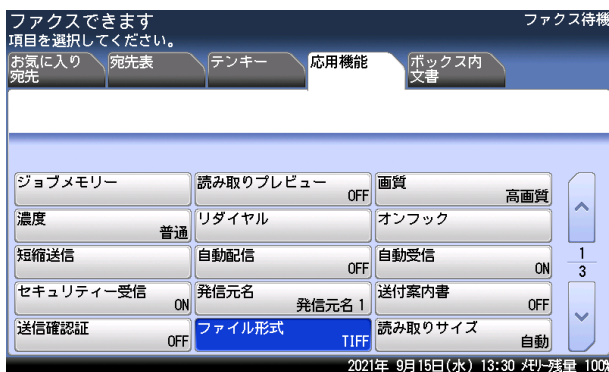 ファクスできます
ファクス待機
項目を選択してください。
お気に入り
宛先
宛先表
テンキー
応用機能
ボックス内
文書
ジョブメモリー
読み取りプレビュー
OFF
画質
高画質
濃度
普通
リダイヤル
オンフック
短縮送信
自動配信
OFF
自動受信
ON
1
3
セキュリティー受信
ON
発信元名
発信元名 1
送付案内書
OFF
送信確認証
OFF
ファイル形式
TIFF
読み取りサイズ
自動
2021年 9月15日(水) 13:30 メモリー残量 100%